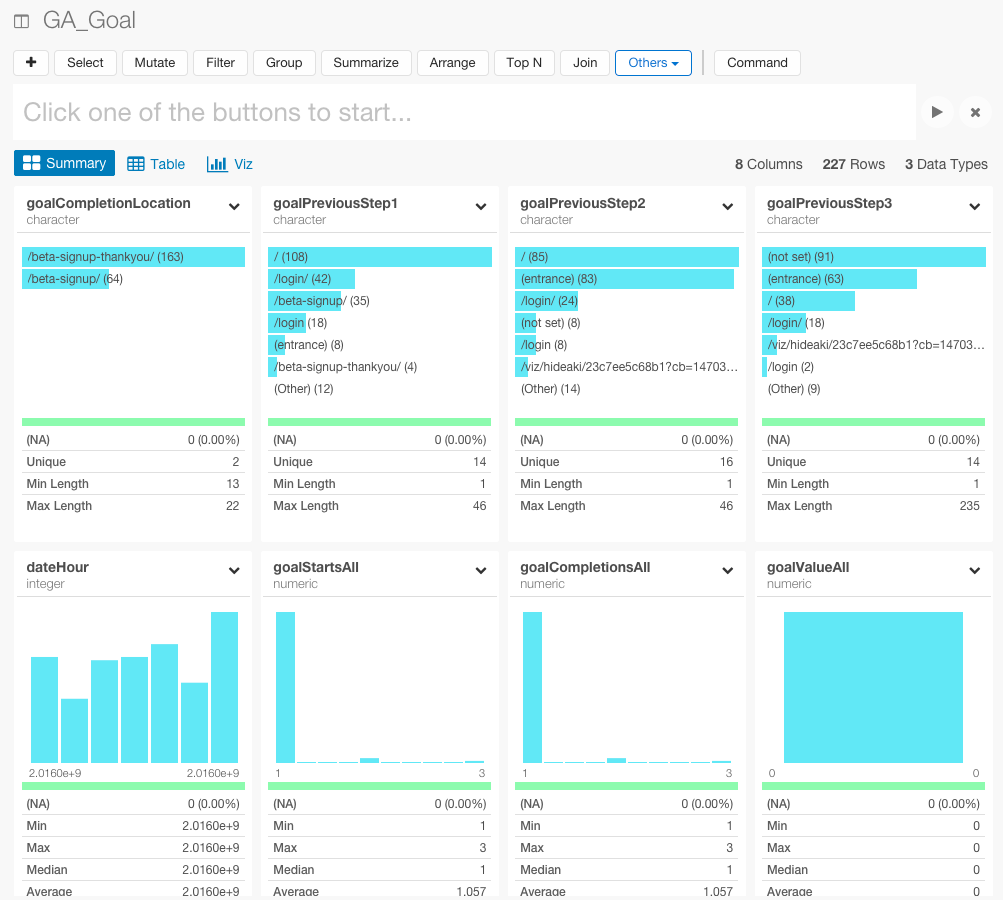 GA_Goal
+ Select Mutate Filter Group Summarize Arrange Top N Join Others Command
Click one of the buttons to start...
Summary Table Viz 8 Columns 227 Rows 3 Data Types
goalCompletionLocation
character
/beta-signup-thankyou/ (163)
/beta-signup/ (64)
(NA) 0 (0.00%)
Unique 2
Min Length 13
Max Length 22
goalPreviousStep1
character
/ (108)
/login/ (42)
/beta-signup/ (35)
/login (18)
(entrance) (8)
/beta-signup-thankyou/ (4)
(Other) (12)
(NA) 0 (0.00%)
Unique 14
Min Length 1
Max Length 46
goalPreviousStep2
character
/ (85)
(entrance) (83)
/login/ (24)
(not set) (8)
/login (8)
/viz/hideaki/23c7ee5c68b1?cb=14703...
(Other) (14)
(NA) 0 (0.00%)
Unique 16
Min Length 1
Max Length 46
goalPreviousStep3
character
(not set) (91)
(entrance) (63)
/ (38)
/login/ (18)
/viz/hideaki/23c7ee5c68b1?cb=14703...
/login (2)
(Other) (9)
(NA) 0 (0.00%)
Unique 14
Min Length 1
Max Length 235
dateHour
integer
2.0160e+9 2.0160e+9
(NA) 0 (0.00%)
Min 2.0160e+9
Max 2.0160e+9
Median 2.0160e+9
Average 2.0160e+9
goalStartsAll
numeric
1 3
(NA) 0 (0.00%)
Min 1
Max 3
Median 1
Average 1.057
goalCompletionsAll
numeric
1 3
(NA) 0 (0.00%)
Min 1
Max 3
Median 1
Average 1.057
goalValueAll
numeric
0 0
(NA) 0 (0.00%)
Min 0
Max 0
Median 0
Average 0